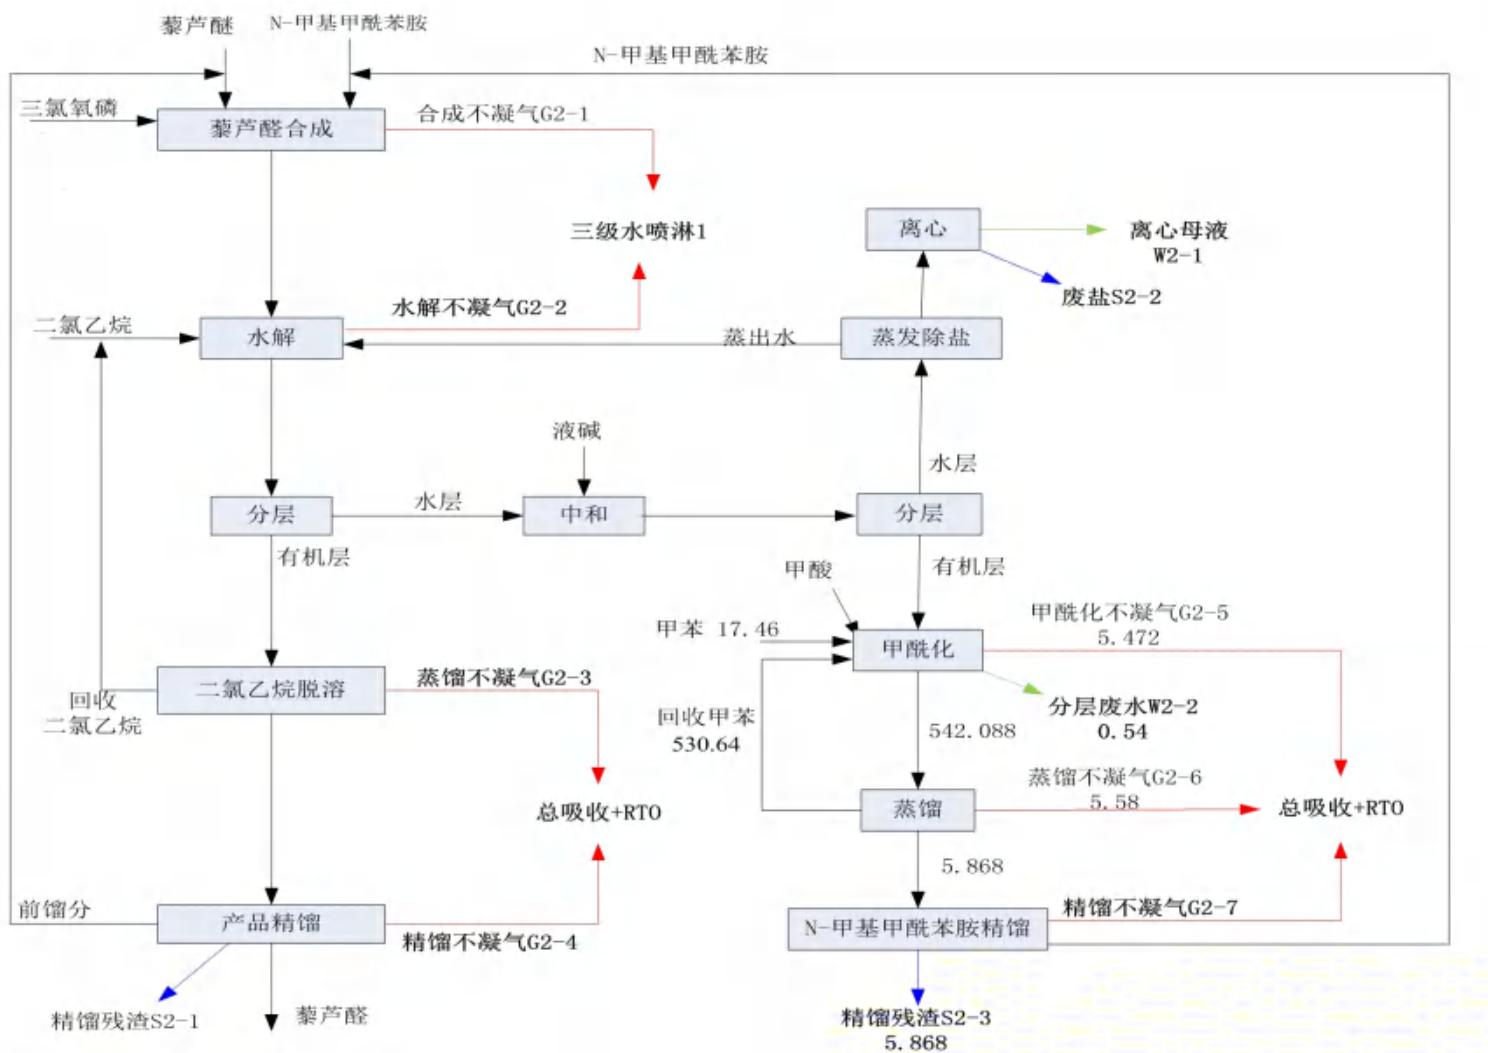 藜芦醚
N-甲基甲酰苯胺
N-甲基甲酰苯胺
三氯氧磷
藜芦醛合成
合成不凝气G2-1
三级水喷淋1
离心
离心母液
W2-1
废盐S2-2
水解不凝气G2-2
二氯乙烷
水解
蒸出水
蒸发除盐
液碱
水层
分层
水层
中和
分层
有机层
有机层
甲酸
甲酰化不凝气G2-5
5.472
甲苯 17.46
甲酰化
二氯乙烷脱溶
蒸馏不凝气G2-3
回收
二氯乙烷
回收甲苯
530.64
542.088
分层废水W2-2
0.54
蒸馏不凝气G2-6
5.58
蒸馏
总吸收+RTO
总吸收+RTO
5.868
前馏分
产品精馏
精馏不凝气G2-4
N-甲基甲酰苯胺精馏
精馏不凝气G2-7
精馏残渣S2-1
藜芦醛
精馏残渣S2-3
5.868